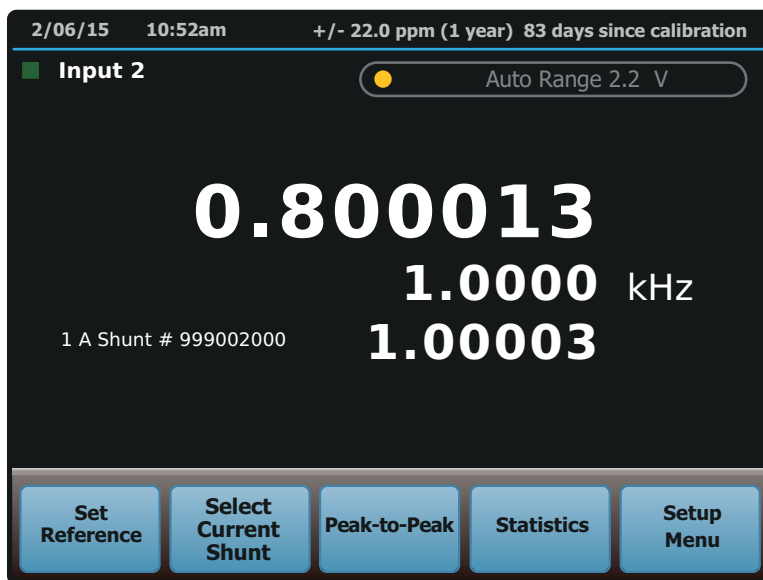 2/06/15 10:52am +/- 22.0 ppm (1 year) 83 days since calibration
Input 2
Auto Range 2.2 V
0.800013
1.0000 kHz
1 A Shunt # 999002000 1.00003
Set
Reference
Select
Current
Shunt
Peak-to-Peak
Statistics
Setup
Menu